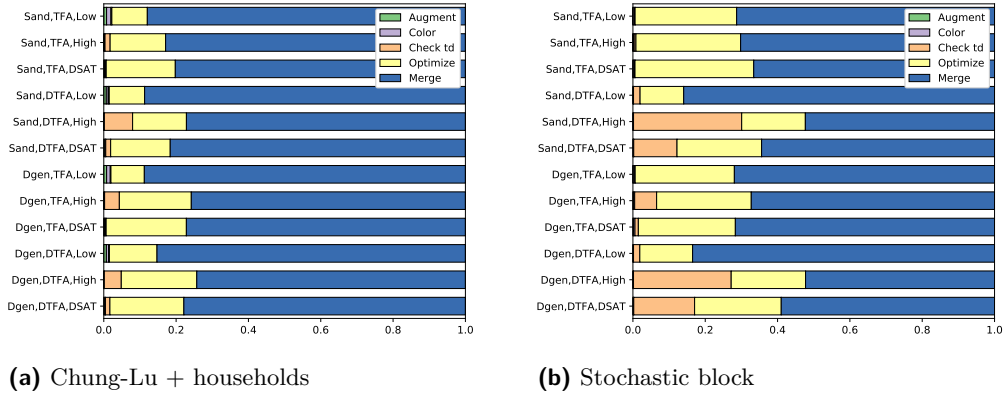 Sand,TFA,Low
Sand,TFA,High
Sand,TFA,DSAT
Sand,DTFA,Low
Sand,DTFA,High
Sand,DTFA,DSAT
Dgen,TFA,Low
Dgen,TFA,High
Dgen,TFA,DSAT
Dgen,DTFA,Low
Dgen,DTFA,High
Dgen,DTFA,DSAT
0.0 0.2 0.4 0.6 0.8 1.0
Augment
Color
Check td
Optimize
Merge
(a) Chung-Lu + households
Sand,TFA,Low
Sand,TFA,High
Sand,TFA,DSAT
Sand,DTFA,Low
Sand,DTFA,High
Sand,DTFA,DSAT
Dgen,TFA,Low
Dgen,TFA,High
Dgen,TFA,DSAT
Dgen,DTFA,Low
Dgen,DTFA,High
Dgen,DTFA,DSAT
0.0 0.2 0.4 0.6 0.8 1.0
Augment
Color
Check td
Optimize
Merge
(b) Stochastic block